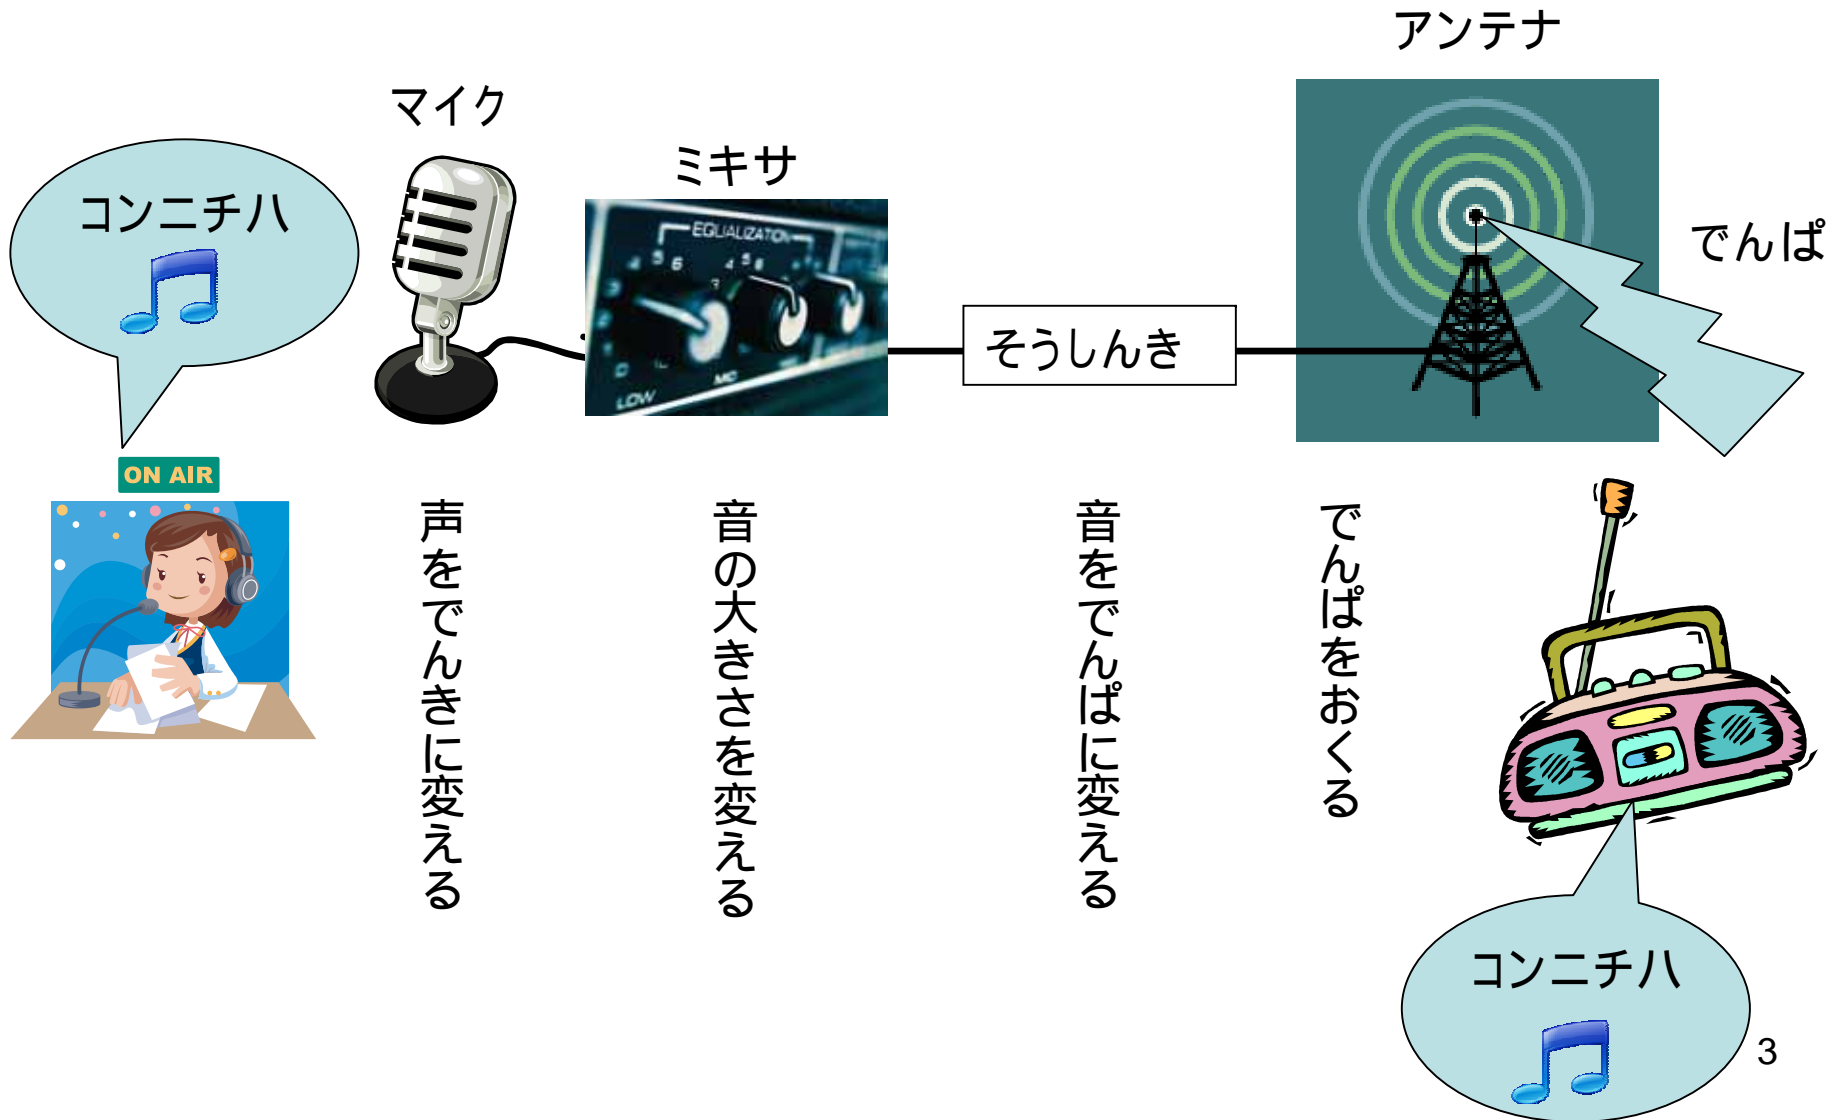 アンテナ
マイク
ミキサ
コンニチハ
でんぱ
EQUALIZATION
そうしんき
LOW
MID
ON AIR
声をでんきに変える
音の大きさを変える
音をでんぱに変える
でんぱをおくる
コンニチハ
3